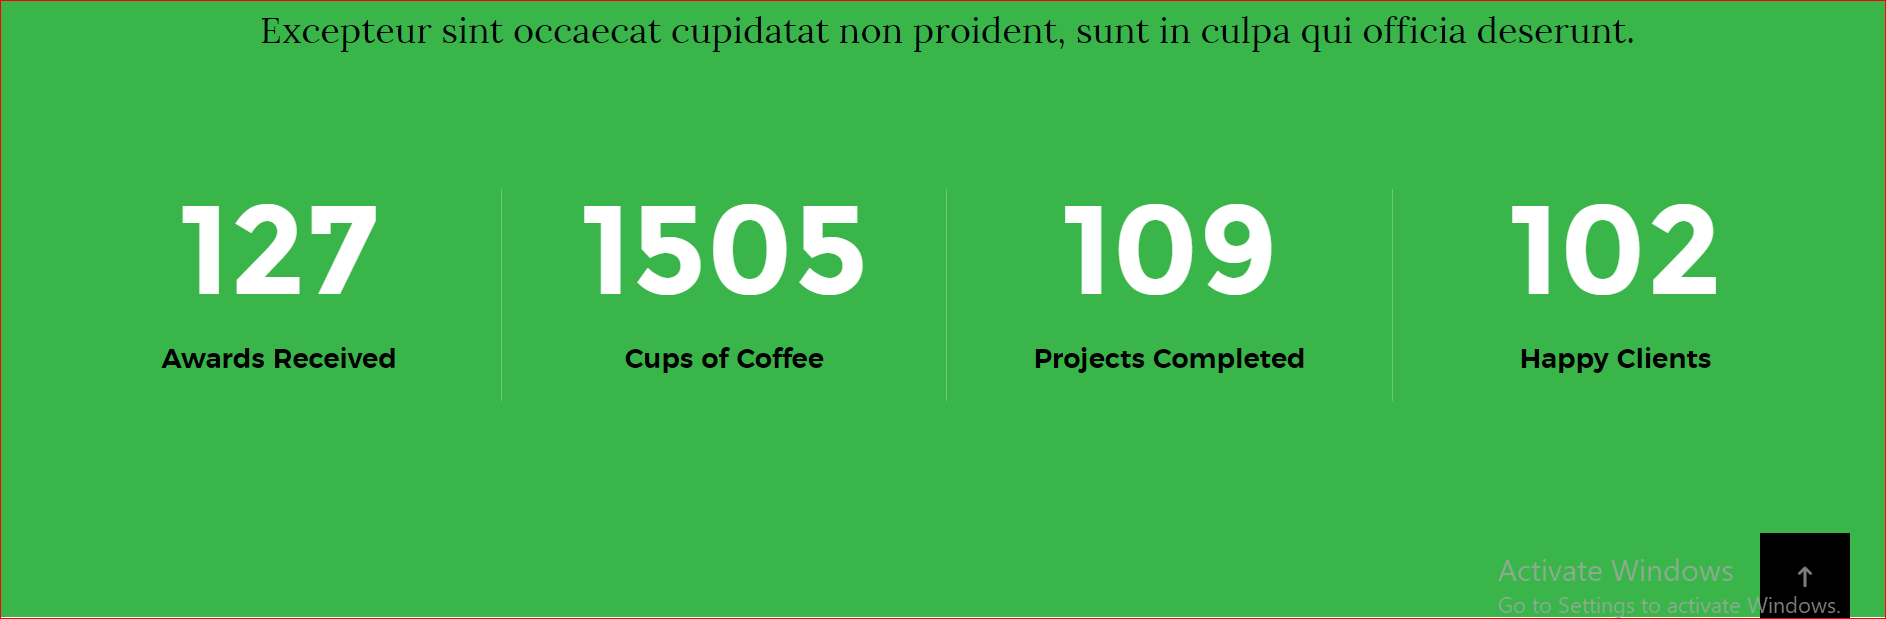 Excepteur sint occaecat cupidatat non proident, sunt in culpa qui officia deserunt.
127
Awards Received
1505
Cups of Coffee
109
Projects Completed
102
Happy Clients
Activate Windows
Go to Settings to activate Windows.